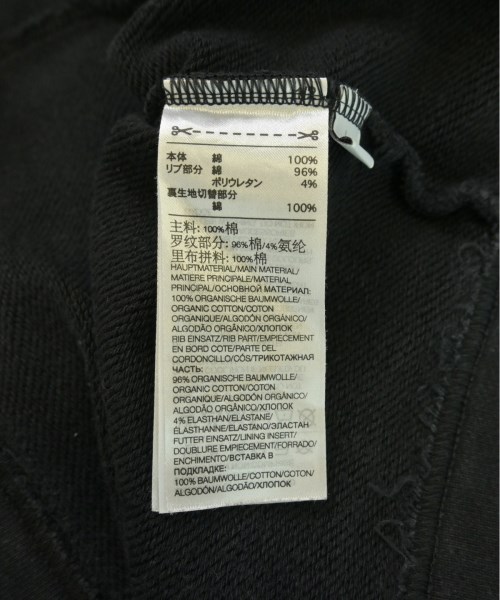 本体 綿 100%
リブ部分 綿 96%
ポリウレタン 4%
裏生地切替部分
綿 100%
主料: 100%棉
罗纹部分: 96%棉/4%氨纶
里布拼料: 100%棉
HAUPTMATERIAL/MAIN MATERIAL/
MATIERE PRINCIPALE/MATERIAL
PRINCIPAL/ОСНОВНОЙ МАТЕРИАЛ:
100% ORGANISCHE BAUMWOLLE/
ORGANIC COTTON/COTON
ORGANIQUE/ALGODÓN ORGÁNICO/
ALGODÃO ORGÂNICO/ХЛОПОК
RIB EINSATZ/RIB PART/EMPIECEMENT
EN BORD COTE/PARTE DEL
CORDONCILLO/CÓS/ТРИКОТАЖНАЯ
ЧАСТЬ:
96% ORGANISCHE BAUMWOLLE/
ORGANIC COTTON/COTON
ORGANIQUE/ALGODÓN ORGÁNICO/
ALGODÃO ORGÂNICO/ХЛОПОК
4% ELASTHAN/ELASTANE/
ÉLASTHANNE/ELASTANO/ЭЛАСТАН
FUTTER EINSATZ/LINING INSERT/
DOUBLURE EMPIECEMENT/FORRADO/
ENCHIMENTO/ВСТАВКА В
ПОДКЛАДКЕ:
100% BAUMWOLLE/COTTON/COTON/
ALGODÓN/ALGODÃO/ХЛОПОК